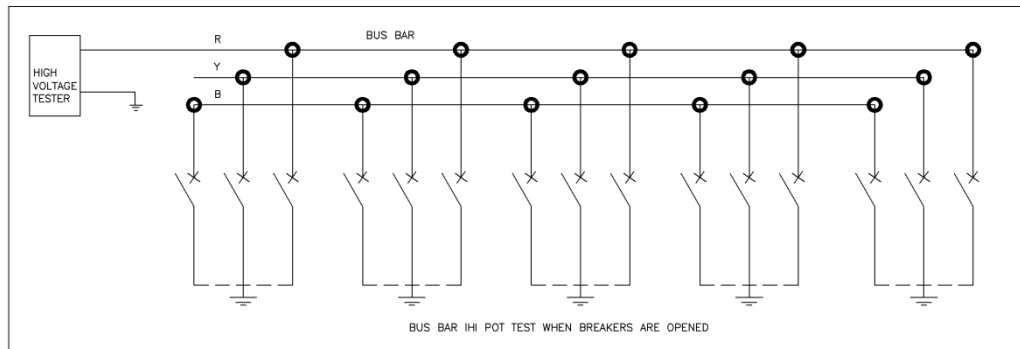 R
BUS BAR
Y
B
HIGH
VOLTAGE
TESTER
BUS BAR IHI POT TEST WHEN BREAKERS ARE OPENED